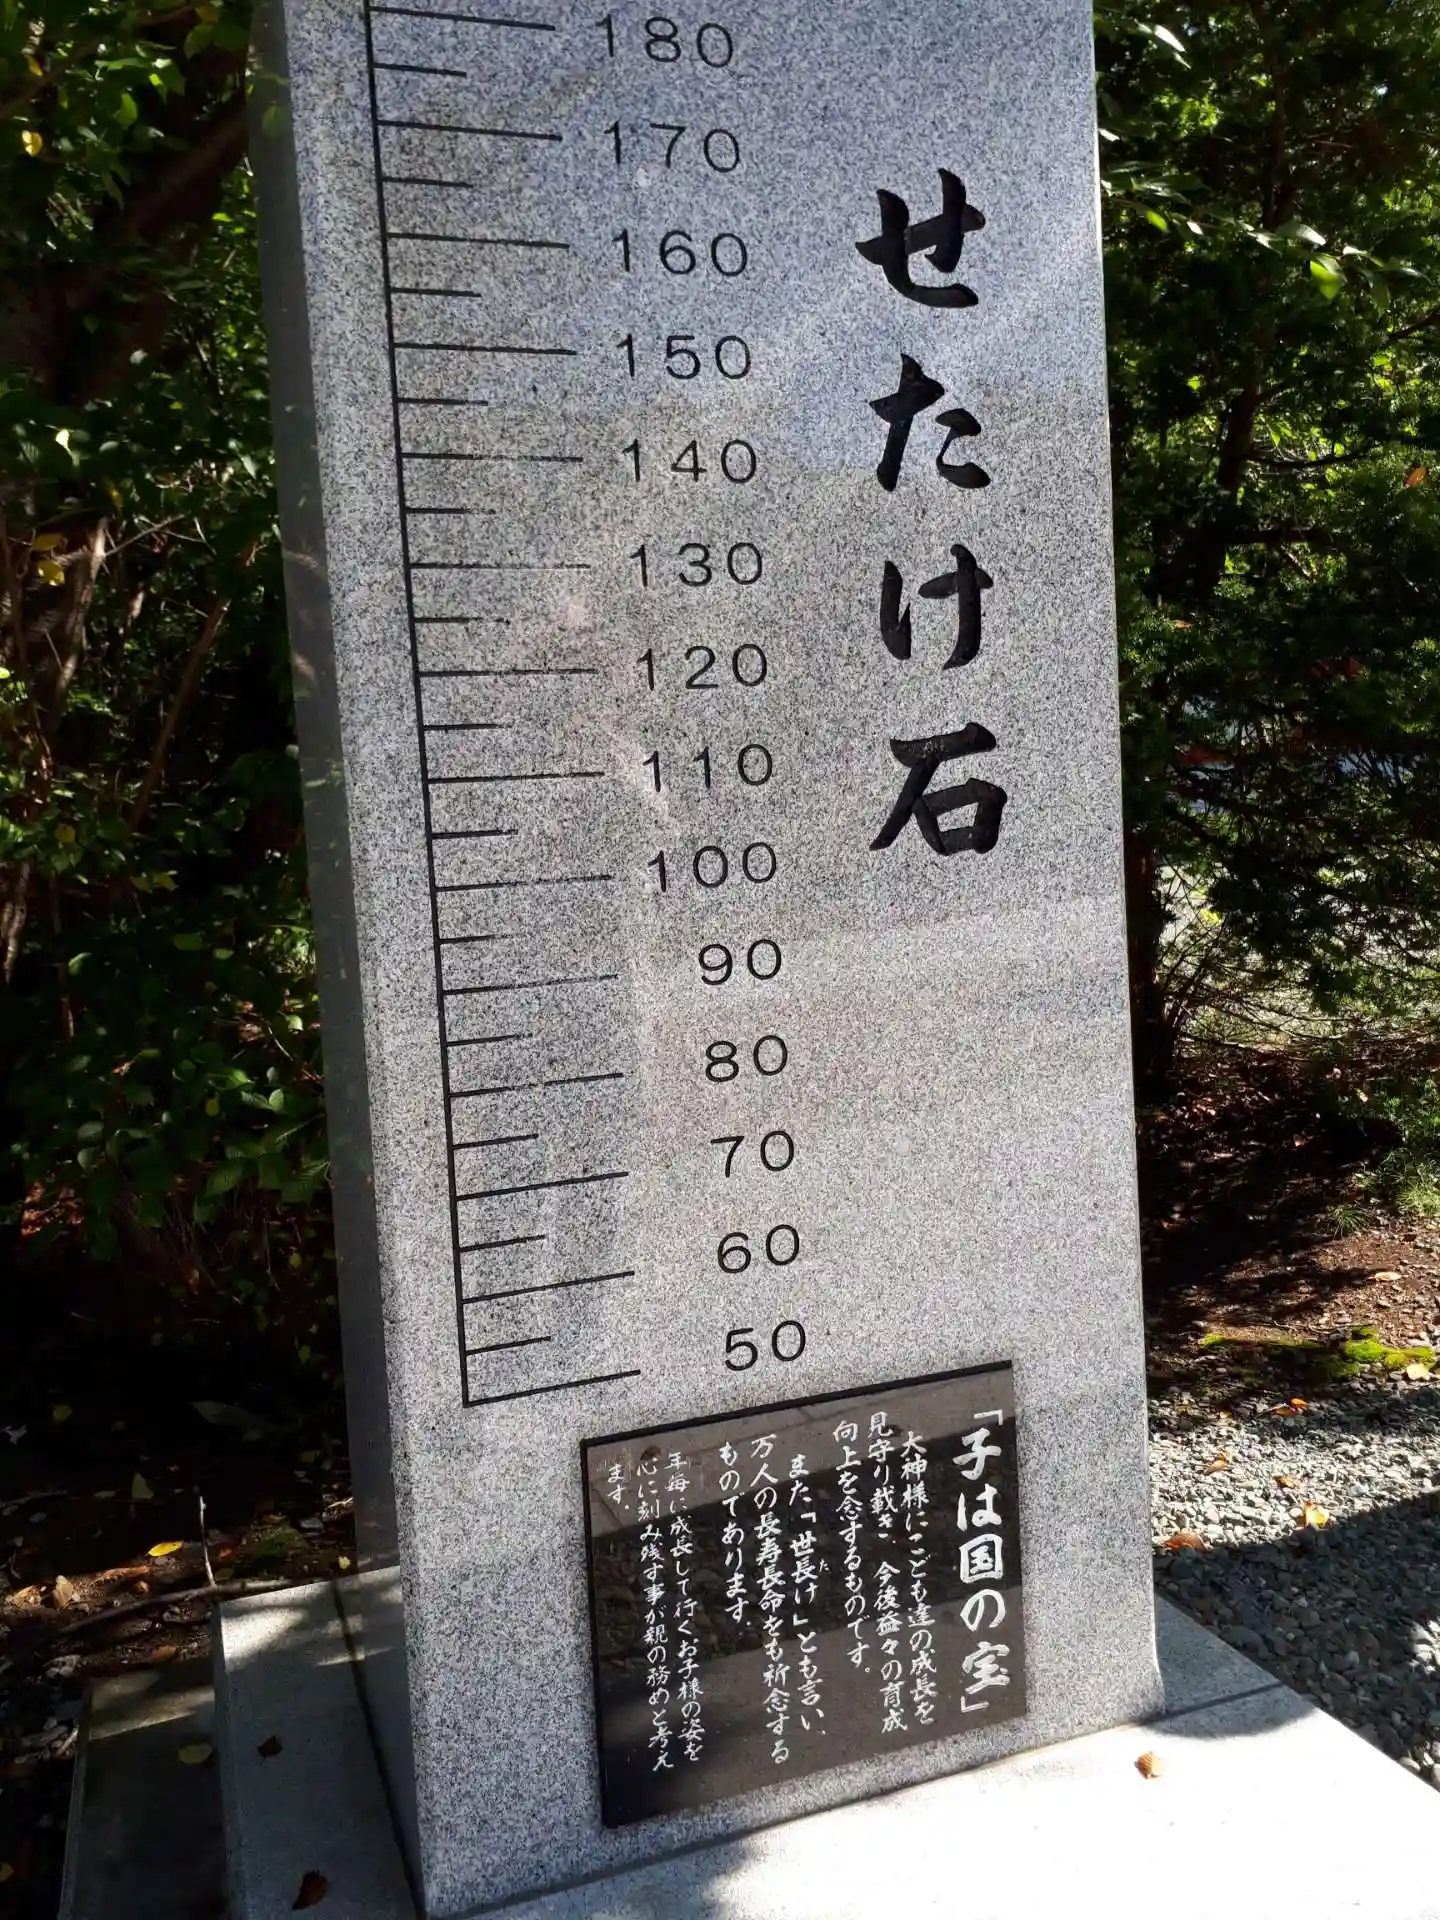 せたけ石
180
170
160
150
140
130
120
110
100
90
80
70
60
50
「子は国の宝」
大神様にこども達の成長を
見守り載き、今後益々の育成
向上を念ずるものです。
また「世長け」とも言い、
た
万人の長寿長命をも祈念する
ものであります。
年毎に成長して行くお子様の姿を
心に刻み残す事が親の務めと考え
ます。